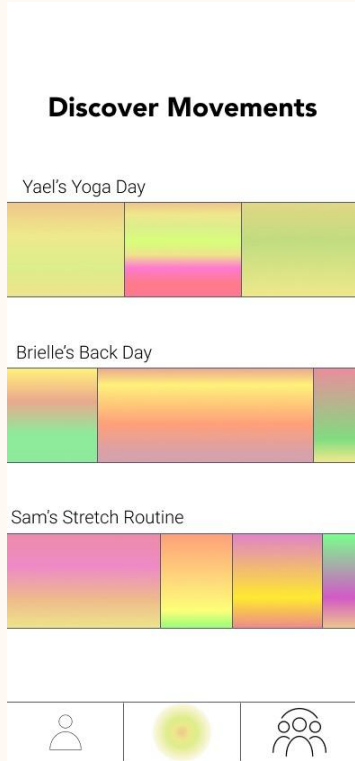 Discover Movements
Yael's Yoga Day
Brielle's Back Day
Sam's Stretch Routine